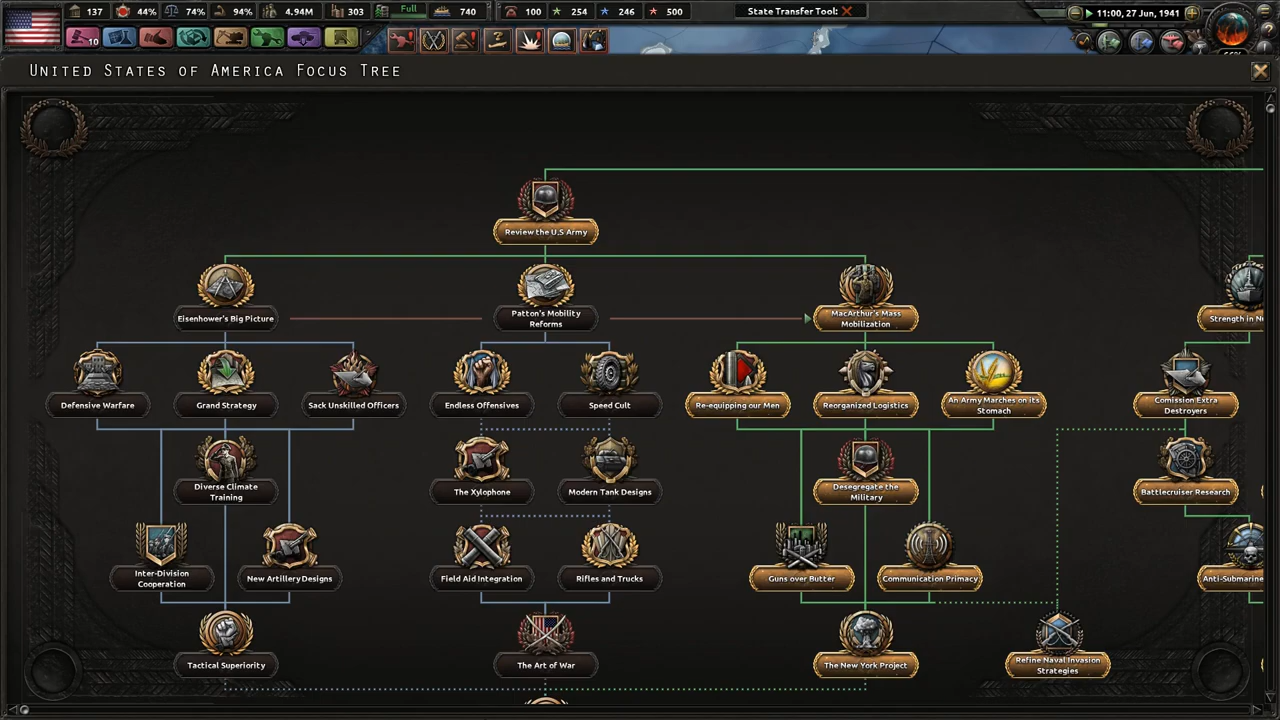 137
44%
74%
94%
4.94M
303
Full
740
100
254
246
500
State Transfer Tool:
11:00, 27 Jun, 1941
10
United States of America Focus Tree
Review the U.S Army
Eisenhower's Big Picture
Patton's Mobility
Reforms
MacArthur's Mass
Mobilization
Strength in Nu
Defensive Warfare
Grand Strategy
Sack Unskilled Officers
Endless Offensives
Speed Cult
Re-equipping our Men
Reorganized Logistics
An Army Marches on its
Stomach
Comission Extra
Destroyers
Diverse Climate
Training
The Xylophone
Modern Tank Designs
Desegregate the
Military
Battlecruiser Research
Inter-Division
Cooperation
New Artillery Designs
Field Aid Integration
Rifles and Trucks
Guns over Butter
Communication Primacy
Anti-Submarine
Tactical Superiority
The Art of War
The New York Project
Refine Naval Invasion
Strategies